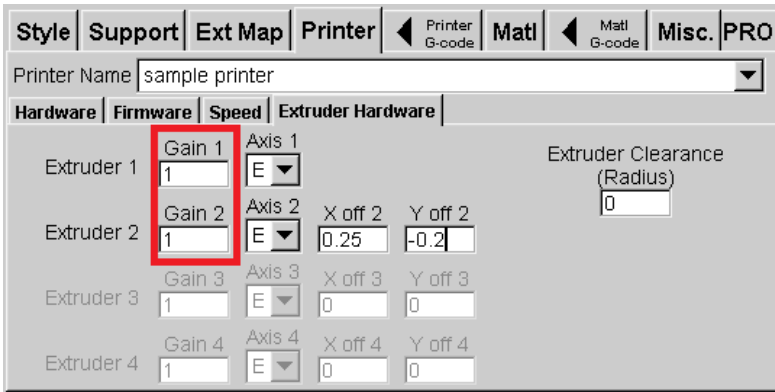 Style Support Ext Map Printer Printer G-code Matl Matl G-code Misc. PRO
Printer Name sample printer
Hardware Firmware Speed Extruder Hardware
Gain 1 Axis 1 Extruder Clearance (Radius)
Extruder 1 1 E 0
Gain 2 Axis 2 X off 2 Y off 2
Extruder 2 1 E 0.25 -0.2
Gain 3 Axis 3 X off 3 Y off 3
Extruder 3 1 E 0 0
Gain 4 Axis 4 X off 4 Y off 4
Extruder 4 1 E 0 0